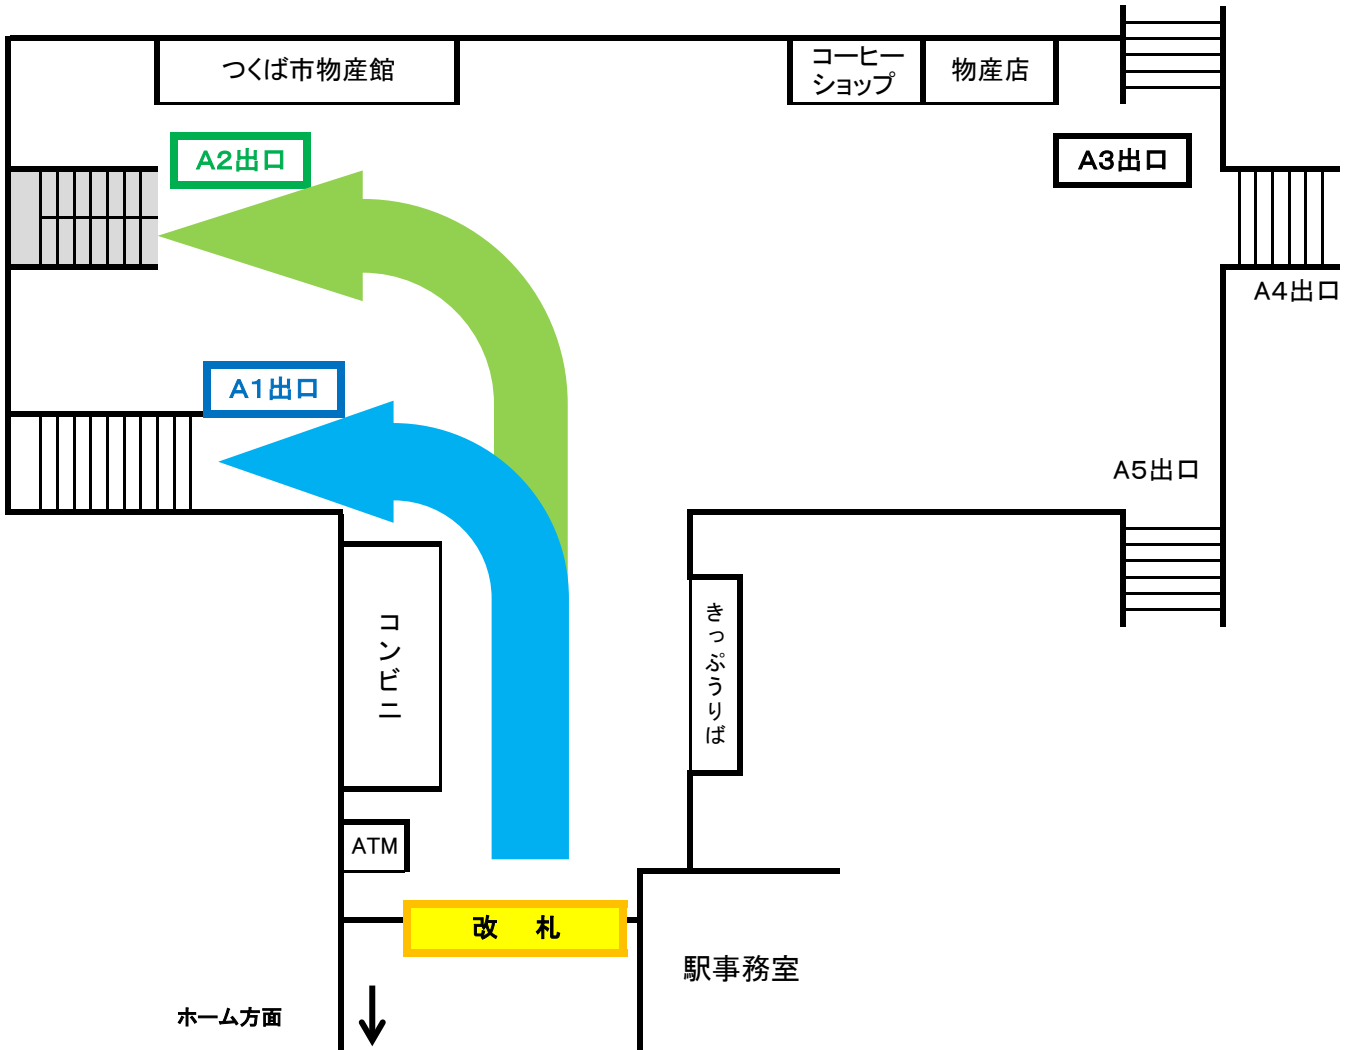 つくば市物産館
コーヒー
ショップ
物産店
A2出口
A3出口
A4出口
A1出口
A5出口
コンビニ
きっぷうりば
ATM
改　札
駅事務室
ホーム方面